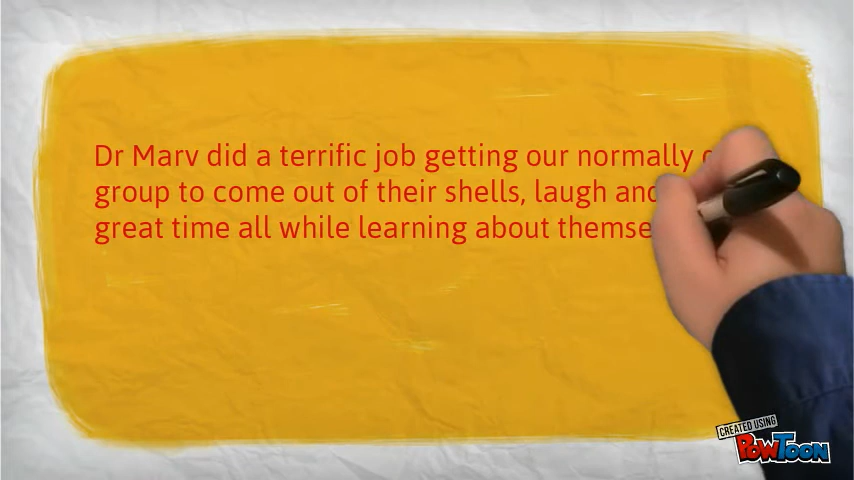 Dr Marv did a terrific job getting our normally
group to come out of their shells, laugh and
great time all while learning about
CREATED USING
POWTOON